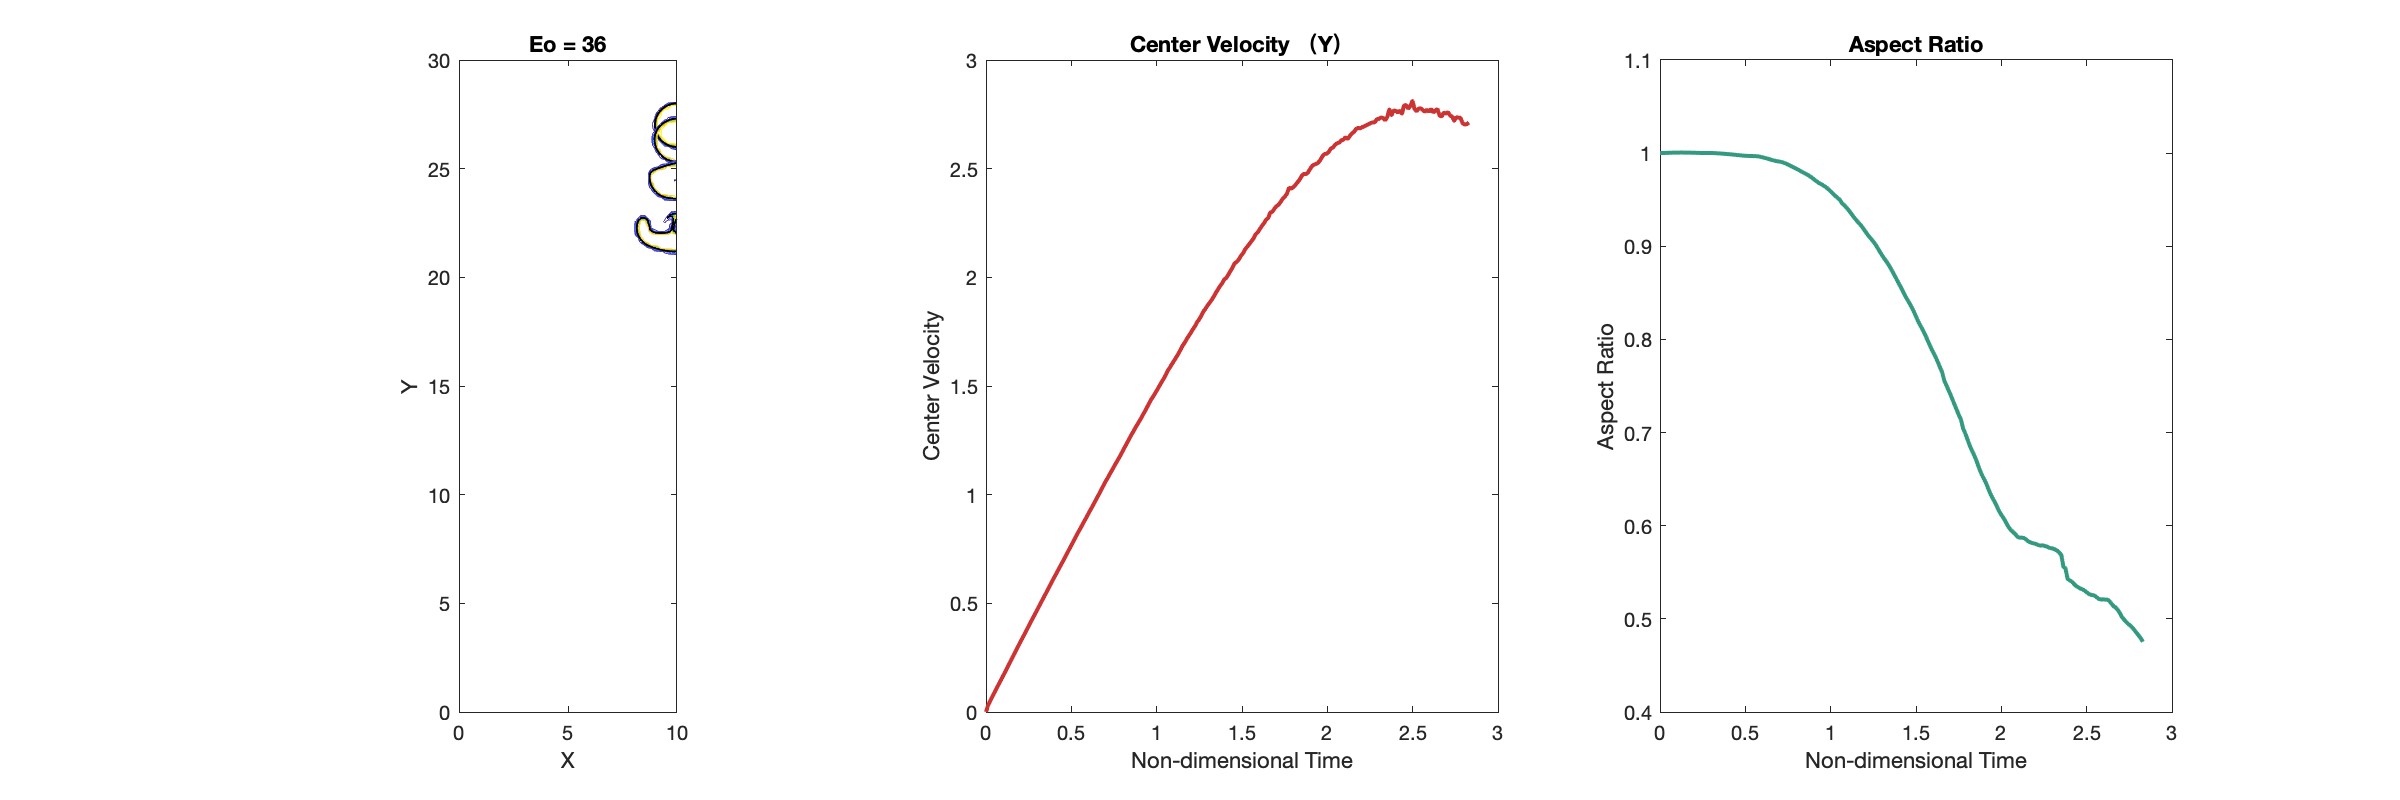 Eo = 36
30
25
20
15
10
5
0
Y
0 5 10
X
Center Velocity （Y）
3
2.5
2
1.5
1
0.5
0
Center Velocity
0 0.5 1 1.5 2 2.5 3
Non-dimensional Time
Aspect Ratio
1.1
1
0.9
0.8
0.7
0.6
0.5
0.4
Aspect Ratio
0 0.5 1 1.5 2 2.5 3
Non-dimensional Time